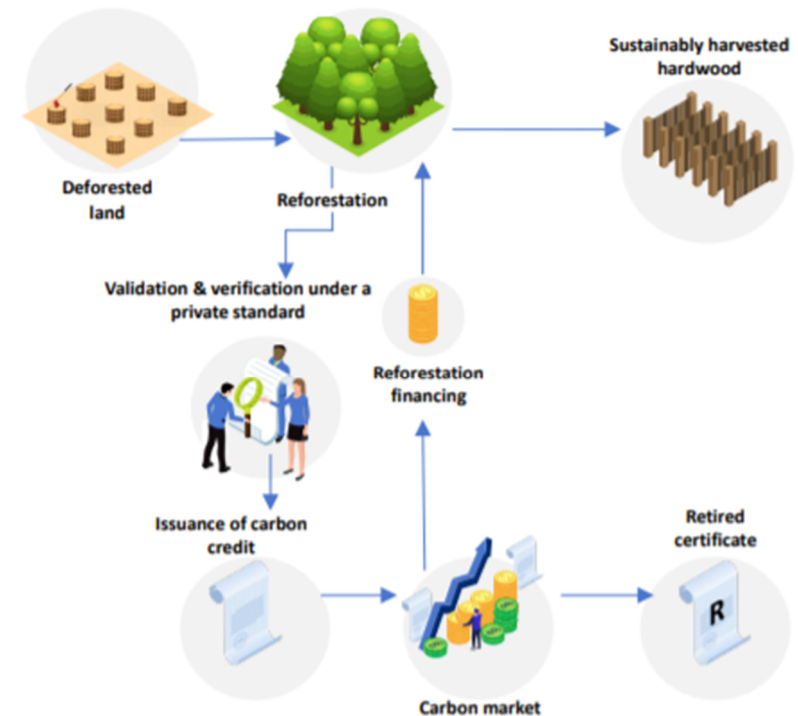 Sustainably harvested
hardwood
Deforested
land
Reforestation
Validation & verification under a
private standard
Reforestation
financing
Issuance of carbon
credit
Retired
certificate
R
Carbon market